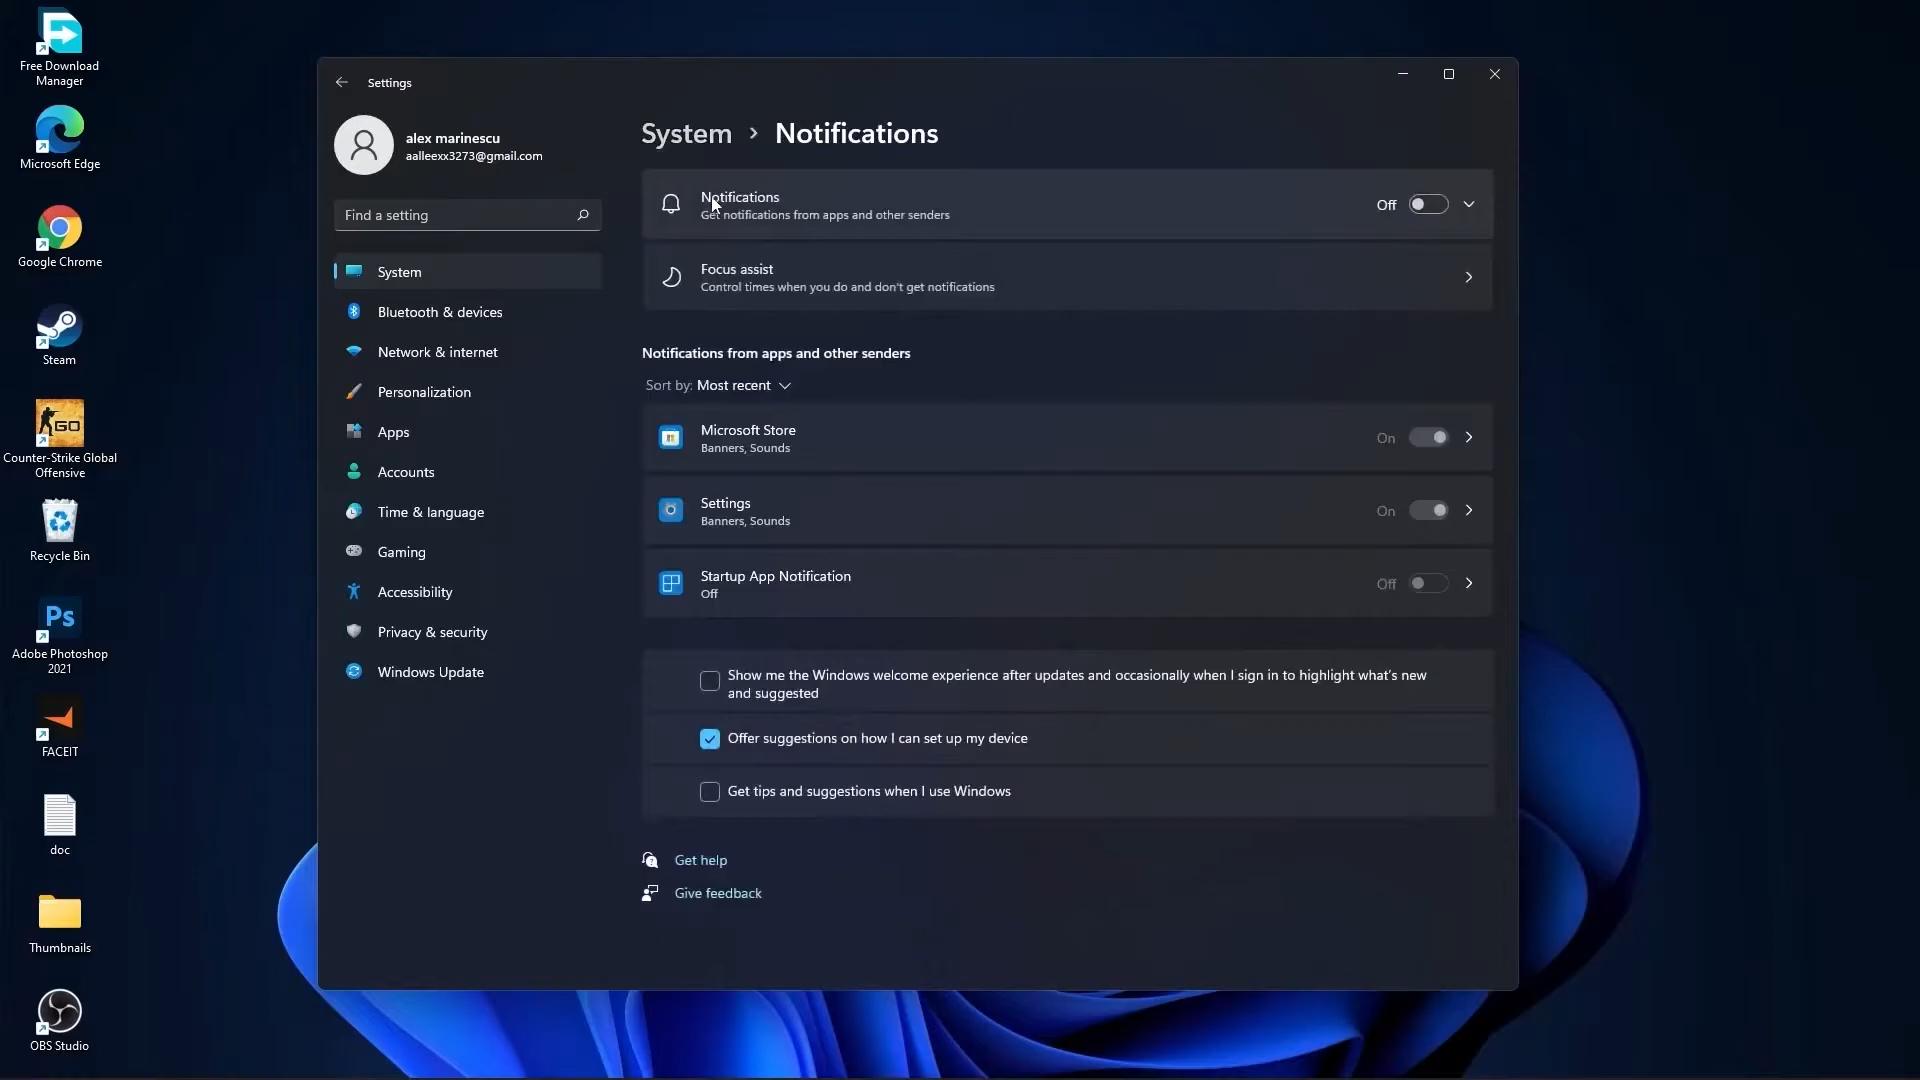 Free Download
Manager
Microsoft Edge
Google Chrome
Steam
GO
Counter-Strike Global
Offensive
Recycle Bin
Ps
Adobe Photoshop
2021
FACEIT
doc
Thumbnails
OBS Studio
Settings
alex marinescu
aalleexx3273@gmail.com
Find a setting
System
Bluetooth & devices
Network & internet
Personalization
Apps
Accounts
Time & language
Gaming
Accessibility
Privacy & security
Windows Update
System > Notifications
Notifications
Get notifications from apps and other senders
Off
Focus assist
Control times when you do and don't get notifications
Notifications from apps and other senders
Sort by: Most recent
Microsoft Store
Banners, Sounds
On
Settings
Banners, Sounds
On
Startup App Notification
Off
Off
Show me the Windows welcome experience after updates and occasionally when I sign in to highlight what's new
and suggested
Offer suggestions on how I can set up my device
Get tips and suggestions when I use Windows
Get help
Give feedback